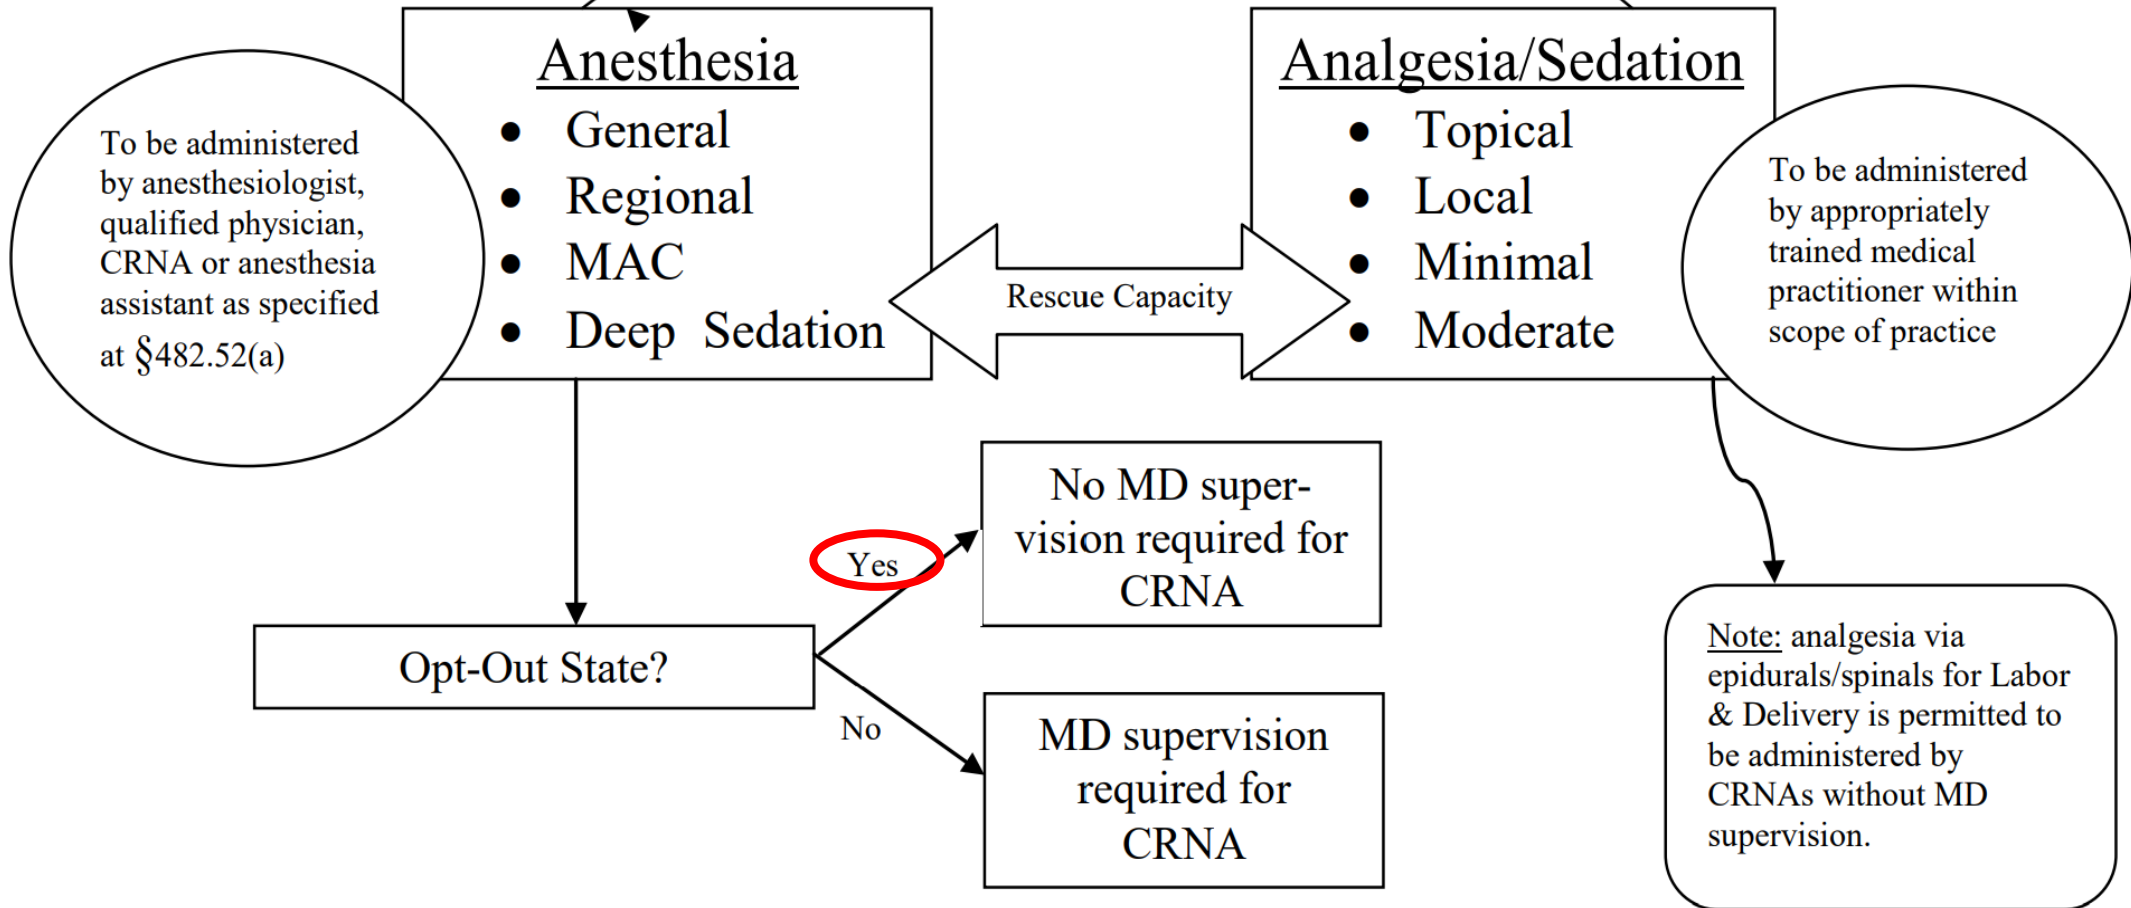 Anesthesia
• General
• Regional
• MAC
• Deep Sedation
To be administered
by anesthesiologist,
qualified physician,
CRNA or anesthesia
assistant as specified
at §482.52(a)
Rescue Capacity
Analgesia/Sedation
• Topical
• Local
• Minimal
• Moderate
To be administered
by appropriately
trained medical
practitioner within
scope of practice
Opt-Out State?
Yes
No MD super-
vision required for
CRNA
No
MD supervision
required for
CRNA
Note: analgesia via
epidurals/spinals for Labor
& Delivery is permitted to
be administered by
CRNAs without MD
supervision.